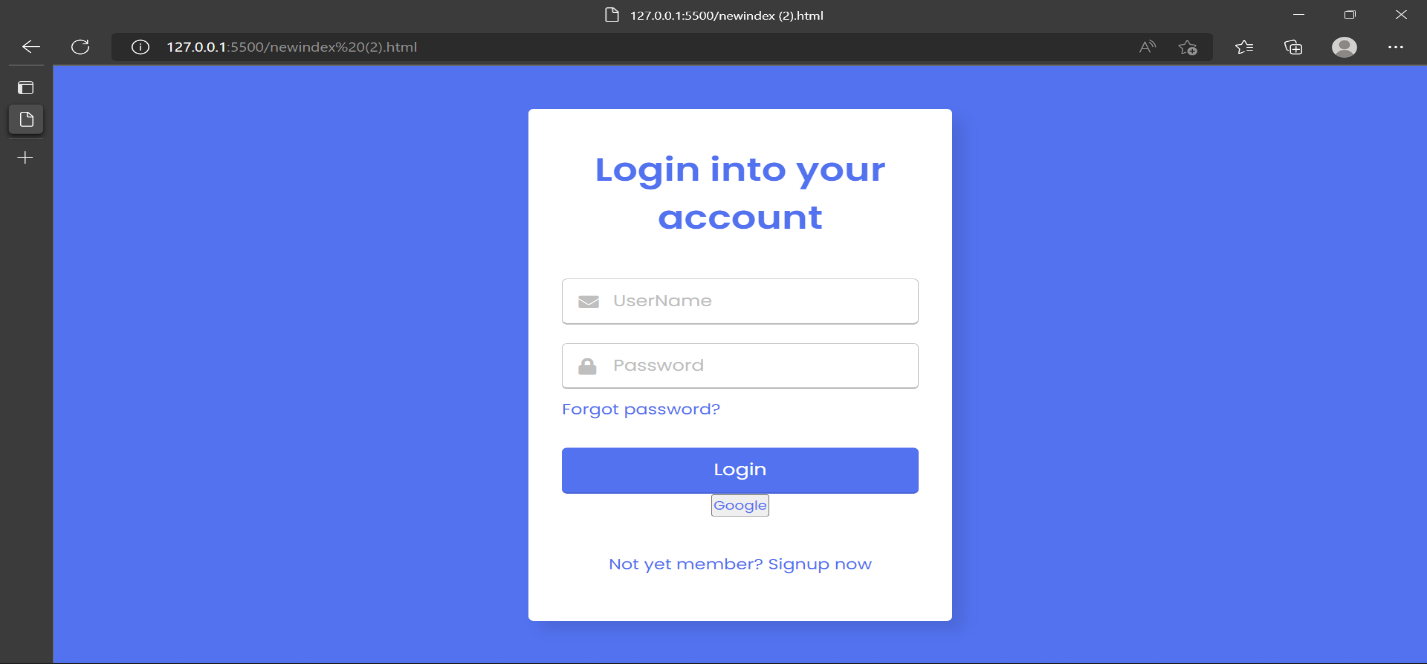 127.0.0.1:5500/newindex (2).html
127.0.0.1:5500/newindex%20(2).html
Login into your
account
UserName
Password
Forgot password?
Login
Google
Not yet member? Signup now